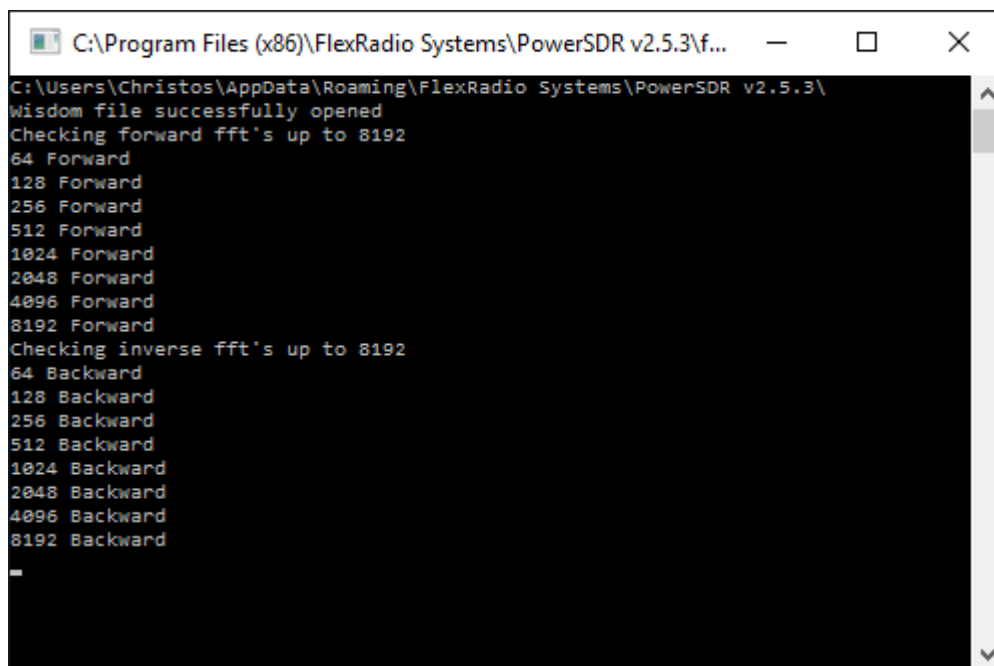 C:\Program Files (x86)\FlexRadio Systems\PowerSDR v2.5.3\f...
C:\Users\Christos\AppData\Roaming\FlexRadio Systems\PowerSDR v2.5.3\
Wisdom file successfully opened
Checking forward fft's up to 8192
64 Forward
128 Forward
256 Forward
512 Forward
1024 Forward
2048 Forward
4096 Forward
8192 Forward
Checking inverse fft's up to 8192
64 Backward
128 Backward
256 Backward
512 Backward
1024 Backward
2048 Backward
4096 Backward
8192 Backward